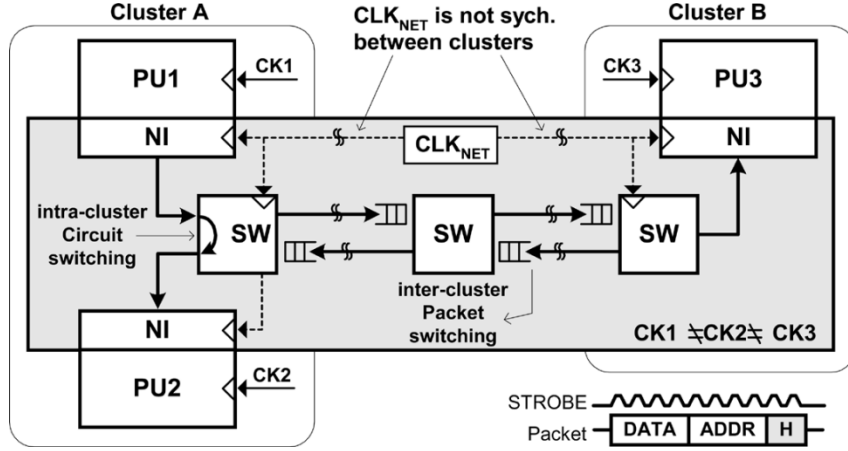 Cluster A
CLK_NET is not sych.
between clusters
Cluster B
PU1
CK1
CK3
PU3
NI
CLK_NET
NI
intra-cluster
Circuit
switching
SW
SW
SW
inter-cluster
Packet
switching
NI
CK1 ≠CK2≠ CK3
PU2
CK2
STROBE
Packet
DATA
ADDR
H